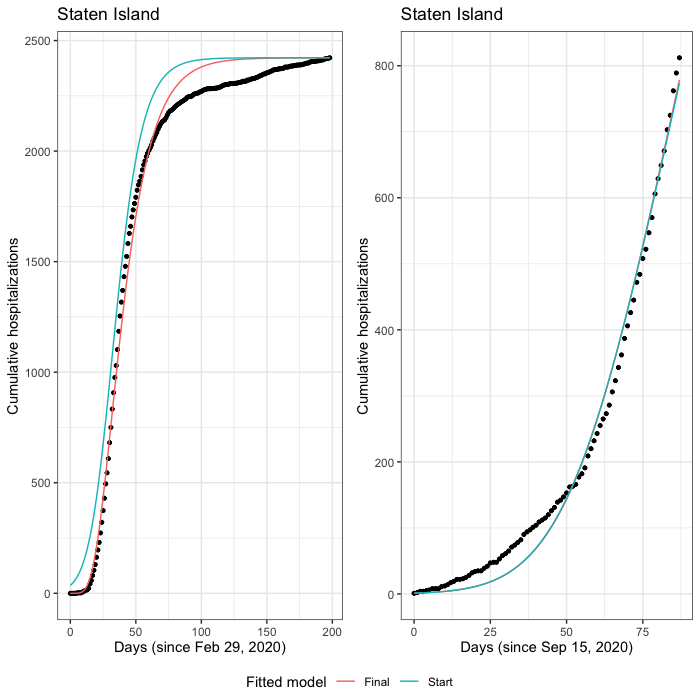 Staten Island
Staten Island
2500
2000
1500
1000
500
0
Cumulative hospitalizations
0 50 100 150 200
Days (since Feb 29, 2020)
800
600
400
200
0
Cumulative hospitalizations
0 25 50 75
Days (since Sep 15, 2020)
Fitted model Final Start